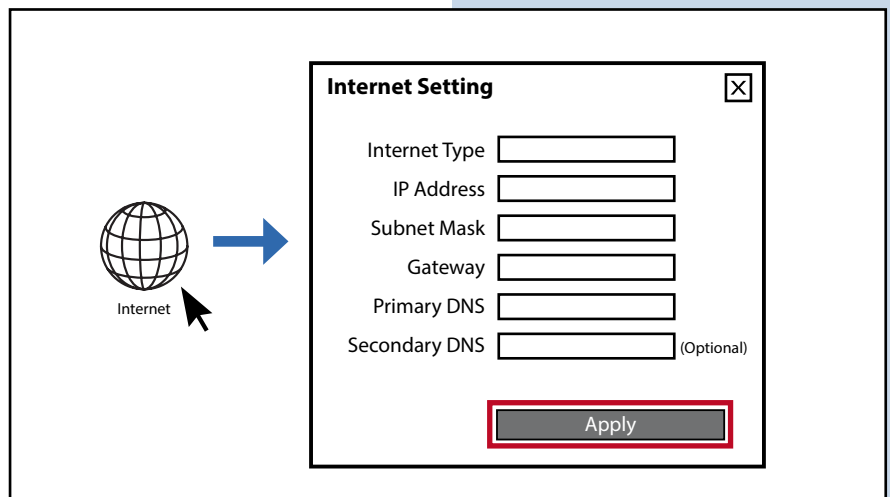 Internet Setting
X
Internet Type
IP Address
Subnet Mask
Gateway
Internet
Primary DNS
Secondary DNS (Optional)
Apply